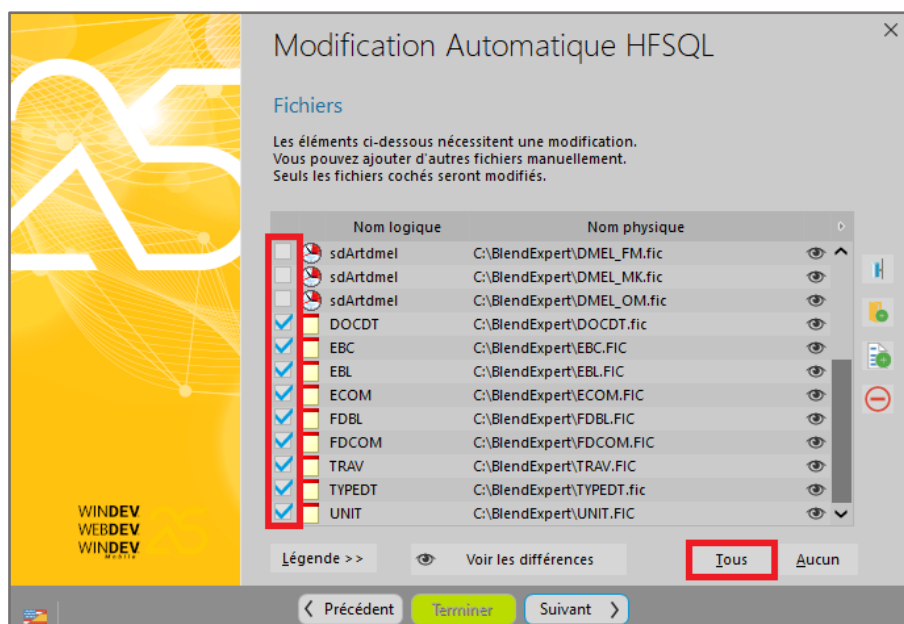 Modification Automatique HFSQL
Fichiers
Les éléments ci-dessous nécessitent une modification.
Vous pouvez ajouter d'autres fichiers manuellement.
Seuls les fichiers cochés seront modifiés.
Nom logique Nom physique
sdArtdmel C:\BlendExpert\DMEL_FM.fic
sdArtdmel C:\BlendExpert\DMEL_MK.fic
sdArtdmel C:\BlendExpert\DMEL_OM.fic
DOCDT C:\BlendExpert\DOCDT.fic
EBC C:\BlendExpert\EBC.FIC
EBL C:\BlendExpert\EBL.FIC
ECOM C:\BlendExpert\ECOM.FIC
FDBL C:\BlendExpert\FDBL.FIC
FDCOM C:\BlendExpert\FDCOM.FIC
TRAV C:\BlendExpert\TRAV.FIC
TYPEDT C:\BlendExpert\TYPEDT.fic
UNIT C:\BlendExpert\UNIT.FIC
WINDEV
WEBDEV
WINDEV
Mobile
25
Légende >> Voir les différences Tous Aucun
< Précédent Terminer Suivant >